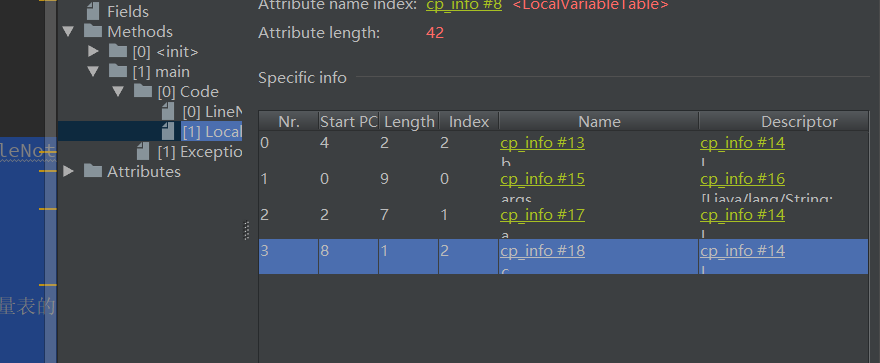 Fields
Methods
[0] <init>
[1] main
[0] Code
[0] LineN
[1] Local
[1] Exceptio
Attributes
leNot
量表的
Attribute name index: cp_info #8 <LocalVariableTable>
Attribute length: 42
Specific info
Nr. Start PC Length Index Name Descriptor
0 4 2 2 cp_info #13 cp_info #14
b I
1 0 9 0 cp_info #15 cp_info #16
args [Ljava/lang/String;
2 2 7 1 cp_info #17 cp_info #14
a I
3 8 1 2 cp_info #18 cp_info #14
c I